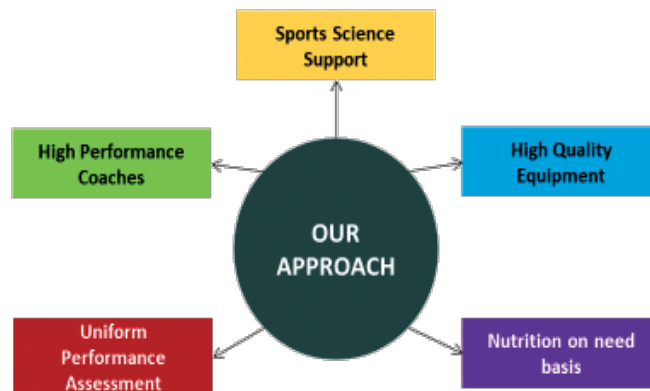 Sports Science
Support
High Performance
Coaches
High Quality
Equipment
OUR
APPROACH
Uniform
Performance
Assessment
Nutrition on need
basis